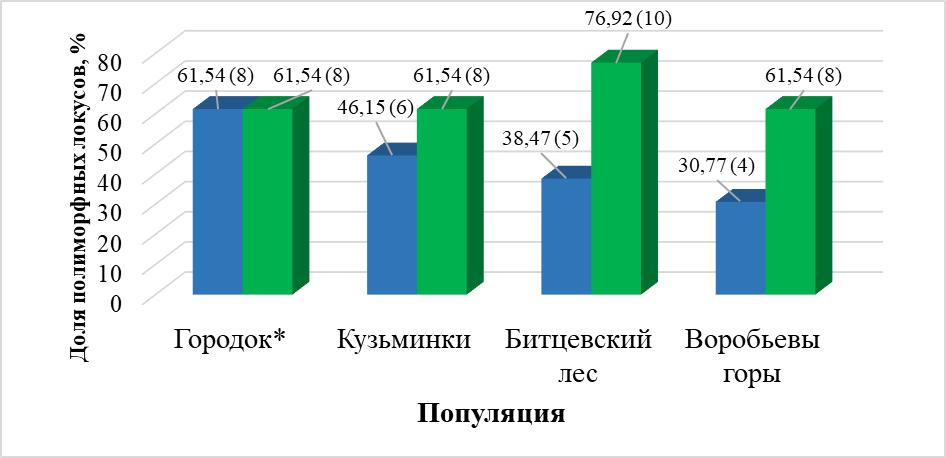 Доля полиморфных локусов, %
80
70
60
50
40
30
20
10
0
61,54 (8)
61,54 (8)
46,15 (6)
61,54 (8)
38,47 (5)
76,92 (10)
30,77 (4)
61,54 (8)
Городок*
Кузьминки
Битцевский
лес
Воробьевы
горы
Популяция